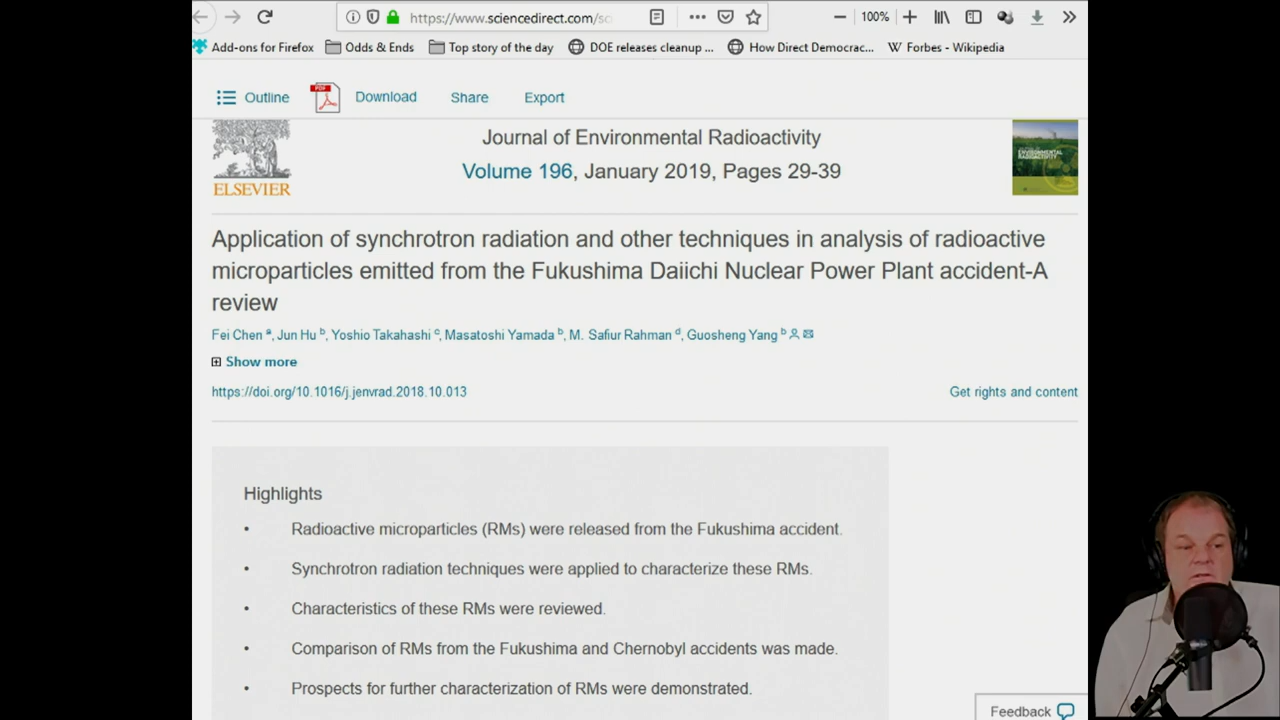 https://www.sciencedirect.com/sc
100%
Add-ons for Firefox
Odds & Ends
Top story of the day
DOE releases cleanup ...
How Direct Democrac...
W Forbes - Wikipedia
Outline
PDF
Download
Share
Export
ELSEVIER
Journal of Environmental Radioactivity
Volume 196, January 2019, Pages 29-39
ENVIRONMENTAL
RADIOACTIVITY
Application of synchrotron radiation and other techniques in analysis of radioactive
microparticles emitted from the Fukushima Daiichi Nuclear Power Plant accident-A
review
Fei Chen a, Jun Hu b, Yoshio Takahashi c, Masatoshi Yamada b, M. Safiur Rahman d, Guosheng Yang b
Show more
https://doi.org/10.1016/j.jenvrad.2018.10.013
Get rights and content
Highlights
• Radioactive microparticles (RMs) were released from the Fukushima accident.
• Synchrotron radiation techniques were applied to characterize these RMs.
• Characteristics of these RMs were reviewed.
• Comparison of RMs from the Fukushima and Chernobyl accidents was made.
• Prospects for further characterization of RMs were demonstrated.
Feedback